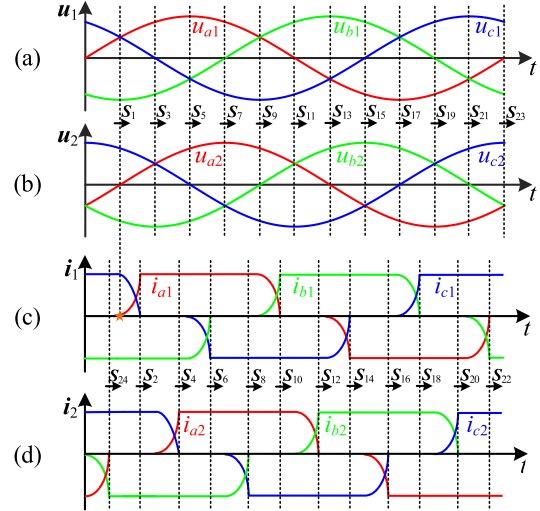 u1
(a)
ua1
ub1
uc1
t
S1 S3 S5 S7 S9 S11 S13 S15 S17 S19 S21 S23
u2
(b)
ua2
ub2
uc2
t
i1
(c)
ia1
ib1
ic1
t
S24 S2 S4 S6 S8 S10 S12 S14 S16 S18 S20 S22
i2
(d)
ia2
ib2
ic2
t